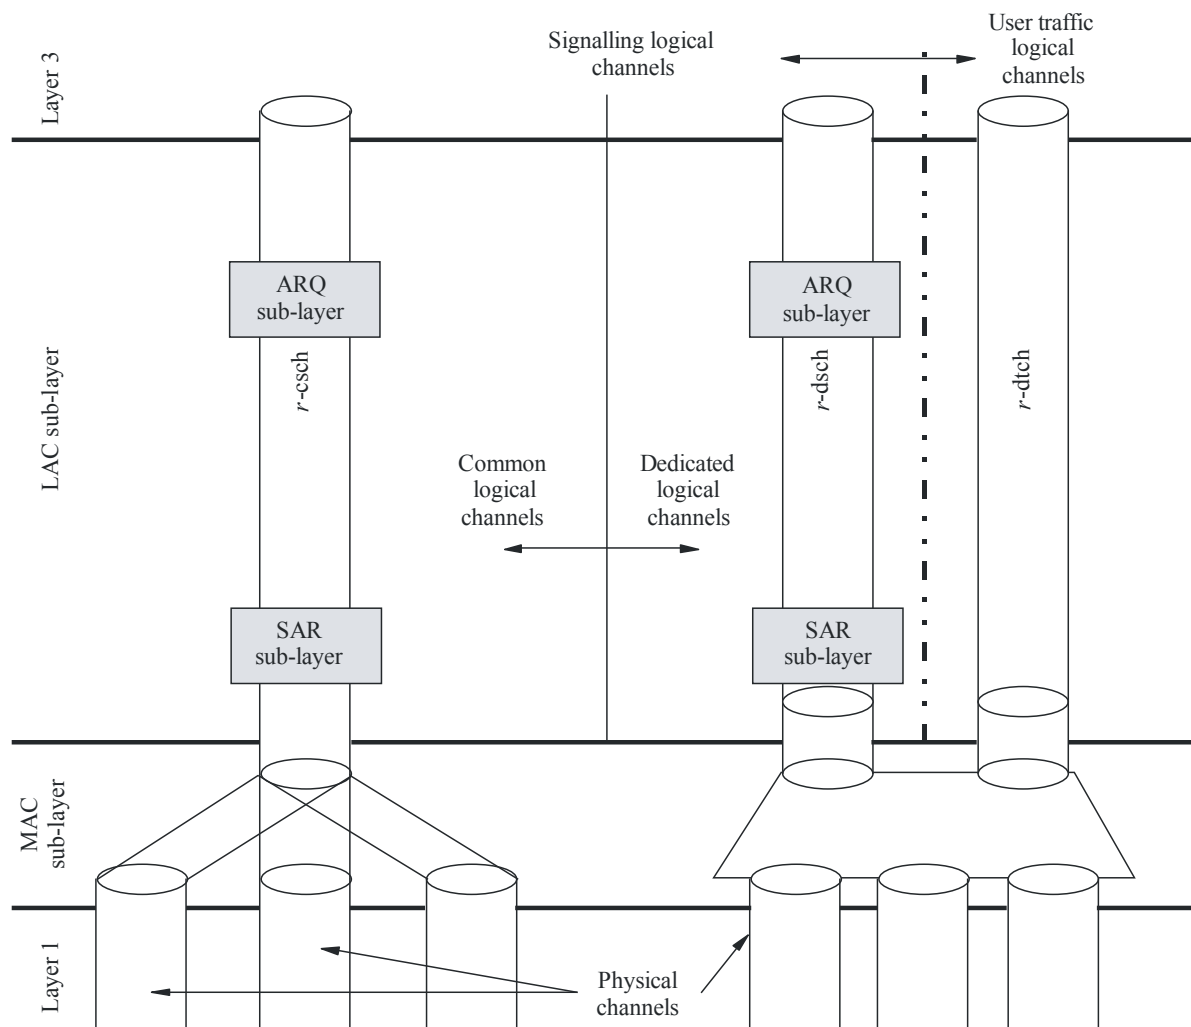 Signalling logical
channels
User traffic
logical
channels
Layer 3
ARQ
sub-layer
ARQ
sub-layer
r-csch
r-dsch
r-dtch
LAC sub-layer
Common
logical
channels
Dedicated
logical
channels
SAR
sub-layer
SAR
sub-layer
MAC
sub-layer
Layer 1
Physical
channels